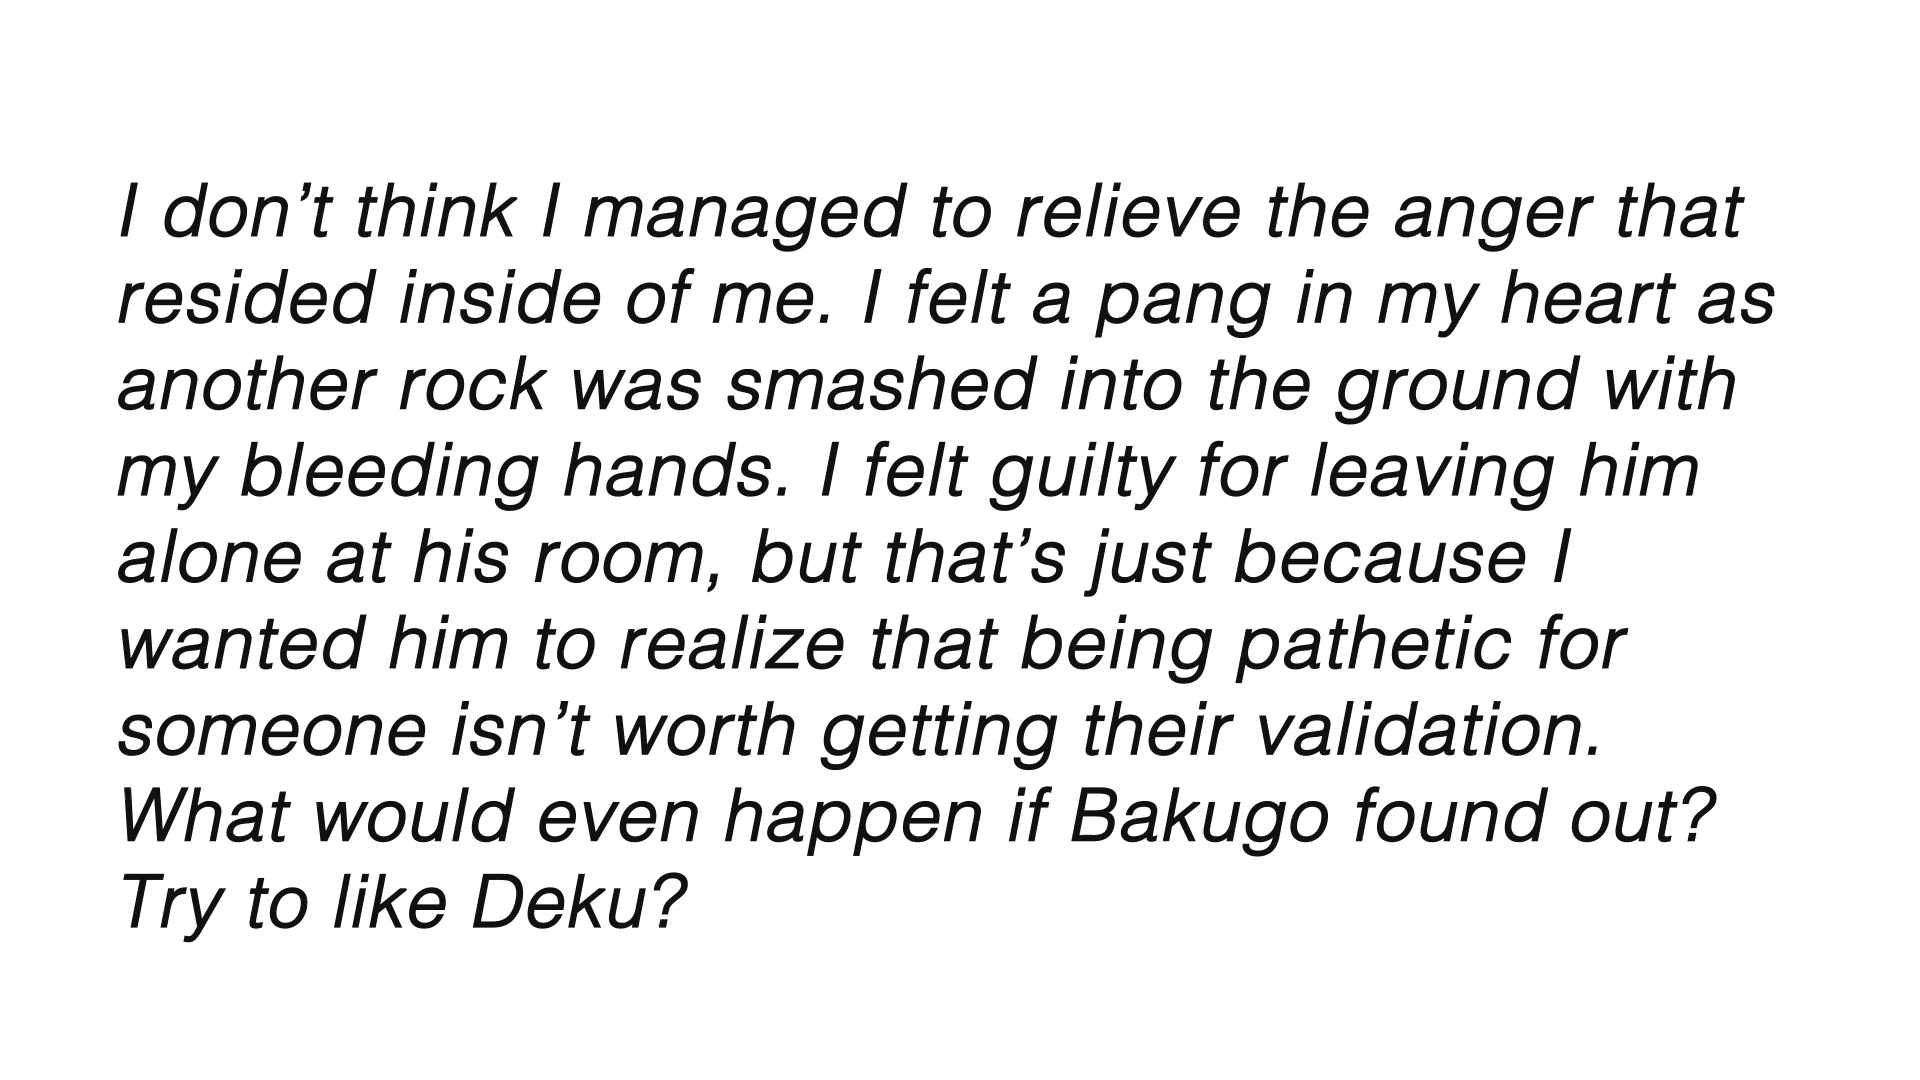 I don’t think I managed to relieve the anger that
resided inside of me. I felt a pang in my heart as
another rock was smashed into the ground with
my bleeding hands. I felt guilty for leaving him
alone at his room, but that’s just because I
wanted him to realize that being pathetic for
someone isn’t worth getting their validation.
What would even happen if Bakugo found out?
Try to like Deku?